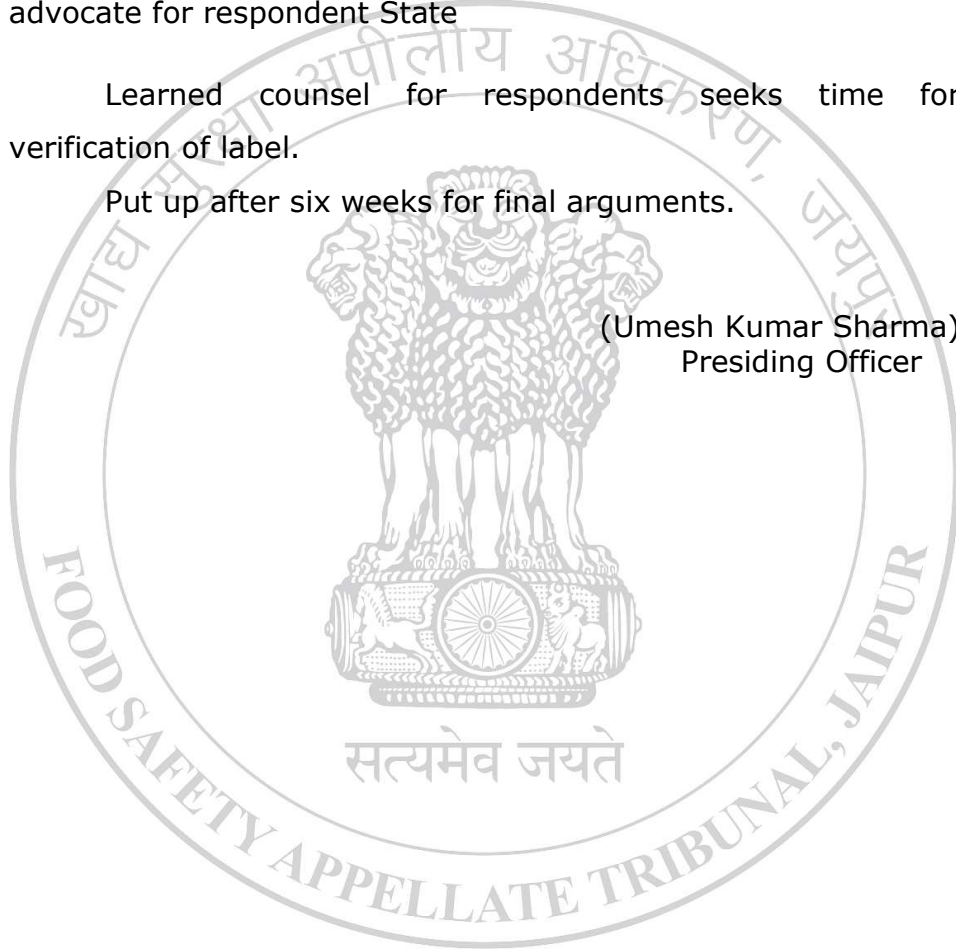 advocate for respondent State
Learned counsel for respondents seeks time for
verification of label.
Put up after six weeks for final arguments.
(Umesh Kumar Sharma)
Presiding Officer
खाद्य सुरक्षा अपीलीय अधिकरण, जयपुर
सत्यमेव जयते
FOOD SAFETY APPELLATE TRIBUNAL, JAIPUR